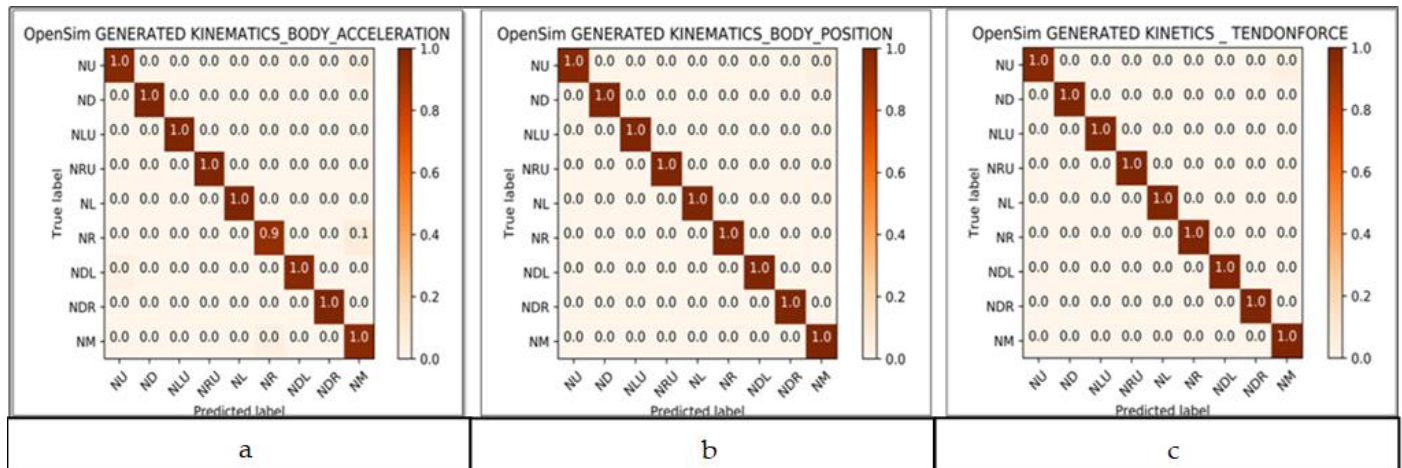 OpenSim GENERATED KINEMATICS_BODY_ACCELERATION
True label
NU 1.0 0.0 0.0 0.0 0.0 0.0 0.0 0.0 0.0
ND 0.0 1.0 0.0 0.0 0.0 0.0 0.0 0.0 0.0
NLU 0.0 0.0 1.0 0.0 0.0 0.0 0.0 0.0 0.0
NRU 0.0 0.0 0.0 1.0 0.0 0.0 0.0 0.0 0.0
NL 0.0 0.0 0.0 0.0 1.0 0.0 0.0 0.0 0.0
NR 0.0 0.0 0.0 0.0 0.0 0.9 0.0 0.0 0.1
NDL 0.0 0.0 0.0 0.0 0.0 0.0 1.0 0.0 0.0
NDR 0.0 0.0 0.0 0.0 0.0 0.0 0.0 1.0 0.0
NM 0.0 0.0 0.0 0.0 0.0 0.0 0.0 0.0 1.0
NU ND NLU NRU NL NR NDL NDR NM
Predicted label
1.0
0.8
0.6
0.4
0.2
0.0
a
OpenSim GENERATED KINEMATICS_BODY_POSITION
True label
NU 1.0 0.0 0.0 0.0 0.0 0.0 0.0 0.0 0.0
ND 0.0 1.0 0.0 0.0 0.0 0.0 0.0 0.0 0.0
NLU 0.0 0.0 1.0 0.0 0.0 0.0 0.0 0.0 0.0
NRU 0.0 0.0 0.0 1.0 0.0 0.0 0.0 0.0 0.0
NL 0.0 0.0 0.0 0.0 1.0 0.0 0.0 0.0 0.0
NR 0.0 0.0 0.0 0.0 0.0 1.0 0.0 0.0 0.0
NDL 0.0 0.0 0.0 0.0 0.0 0.0 1.0 0.0 0.0
NDR 0.0 0.0 0.0 0.0 0.0 0.0 0.0 1.0 0.0
NM 0.0 0.0 0.0 0.0 0.0 0.0 0.0 0.0 1.0
NU ND NLU NRU NL NR NDL NDR NM
Predicted label
1.0
0.8
0.6
0.4
0.2
0.0
b
OpenSim GENERATED KINETICS _ TENDONFORCE
True label
NU 1.0 0.0 0.0 0.0 0.0 0.0 0.0 0.0 0.0
ND 0.0 1.0 0.0 0.0 0.0 0.0 0.0 0.0 0.0
NLU 0.0 0.0 1.0 0.0 0.0 0.0 0.0 0.0 0.0
NRU 0.0 0.0 0.0 1.0 0.0 0.0 0.0 0.0 0.0
NL 0.0 0.0 0.0 0.0 1.0 0.0 0.0 0.0 0.0
NR 0.0 0.0 0.0 0.0 0.0 1.0 0.0 0.0 0.0
NDL 0.0 0.0 0.0 0.0 0.0 0.0 1.0 0.0 0.0
NDR 0.0 0.0 0.0 0.0 0.0 0.0 0.0 1.0 0.0
NM 0.0 0.0 0.0 0.0 0.0 0.0 0.0 0.0 1.0
NU ND NLU NRU NL NR NDL NDR NM
Predicted label
1.0
0.8
0.6
0.4
0.2
0.0
c